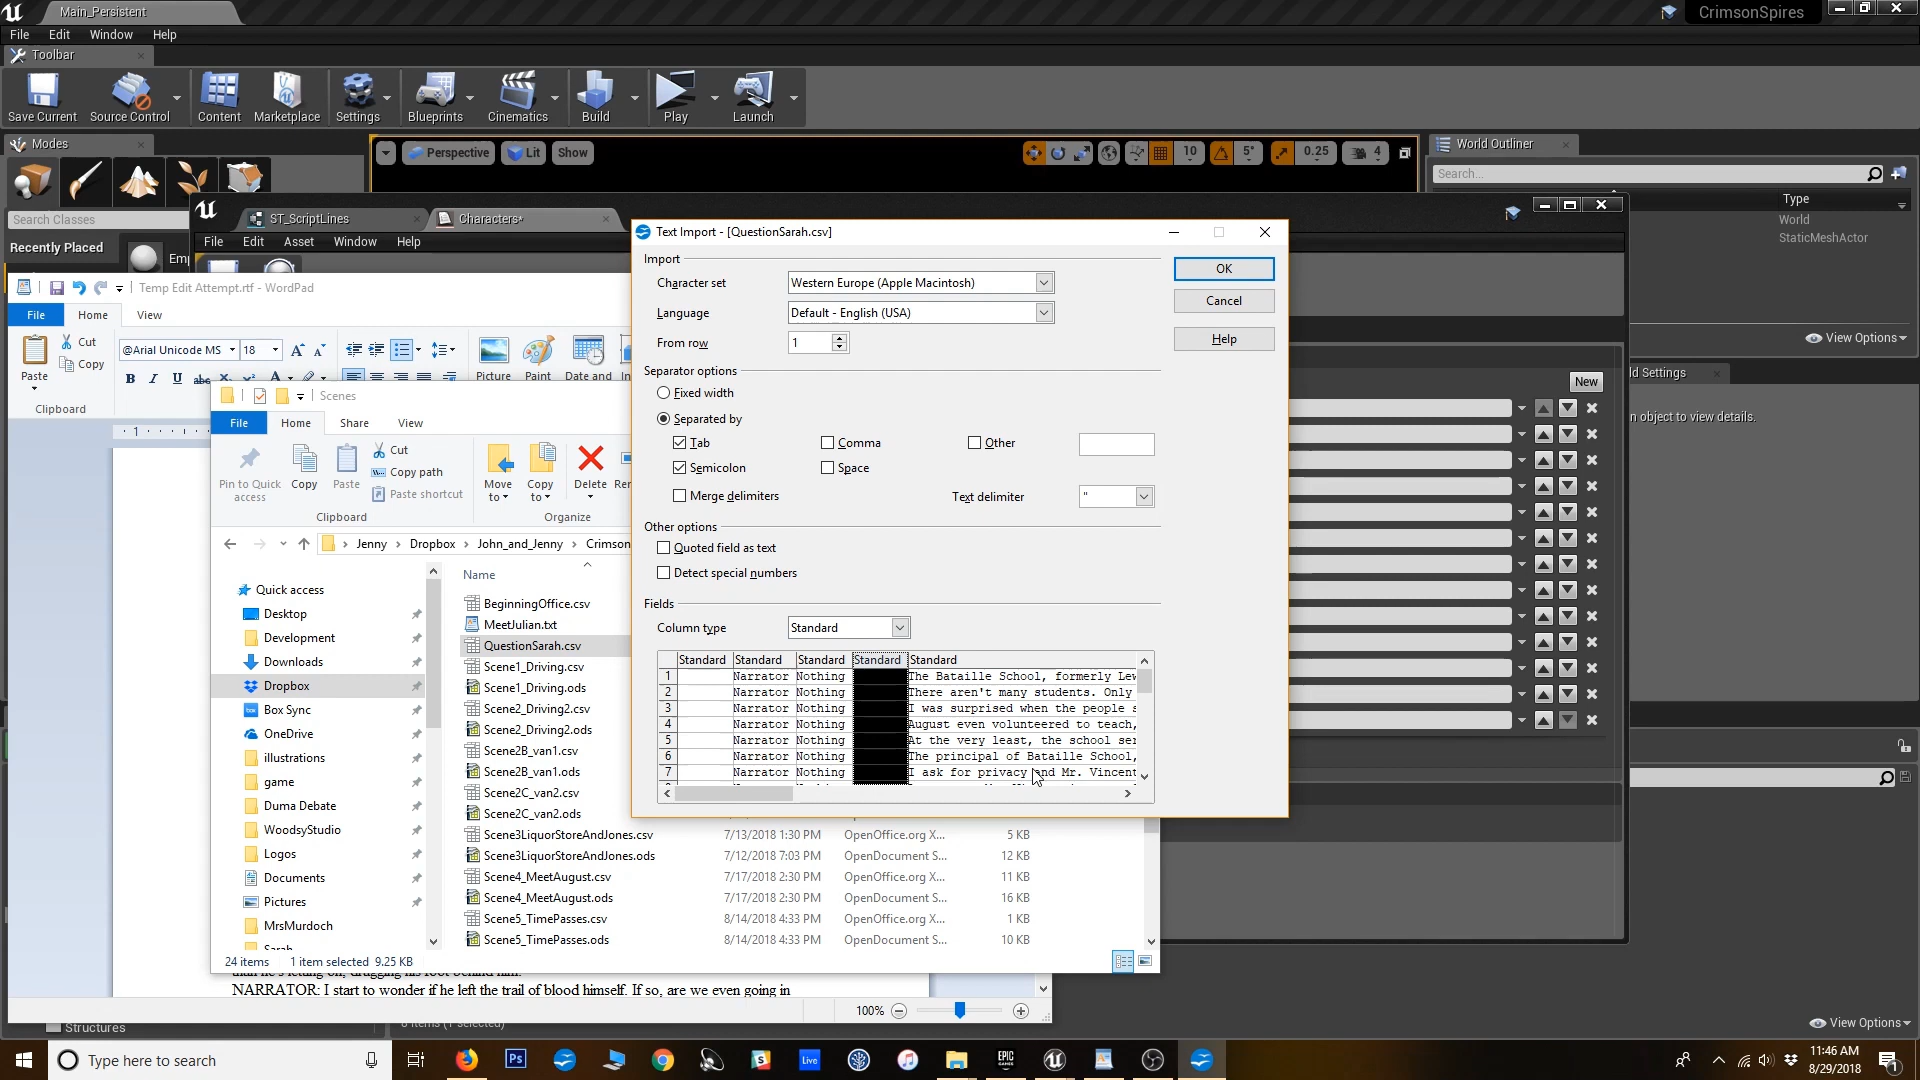 Main_Persistent
CrimsonSpires
File Edit Window Help
Toolbar
Save Current Source Control Content Marketplace Settings Blueprints Cinematics Build Play Launch
Modes
Perspective Lit Show
10 5° 0.25 4
World Outliner
Search...
Type
World
StaticMeshActor
View Options
Search Classes
Recently Placed
ST_ScriptLines
Characters*
File Edit Asset Window Help
New
Temp Edit Attempt.rtf - WordPad
File Home View
Paste
Cut
Copy
@Arial Unicode MS 18
Picture Paint Date and
Clipboard
Scenes
File Home Share View
Pin to Quick access
Copy
Paste
Cut
Copy path
Paste shortcut
Move to
Copy to
Delete
Clipboard
Organize
Jenny > Dropbox > John_and_Jenny > Crimson
Quick access
Desktop
Development
Downloads
Dropbox
Box Sync
OneDrive
illustrations
game
Duma Debate
WoodsyStudio
Logos
Documents
Pictures
MrsMurdoch
Sarah
Name
BeginningOffice.csv
MeetJulian.txt
QuestionSarah.csv
Scene1_Driving.csv
Scene1_Driving.ods
Scene2_Driving2.csv
Scene2_Driving2.ods
Scene2B_van1.csv
Scene2B_van1.ods
Scene2C_van2.csv
Scene2C_van2.ods
Scene3LiquorStoreAndJones.csv 7/13/2018 1:30 PM OpenOffice.org X... 5 KB
Scene3LiquorStoreAndJones.ods 7/12/2018 7:03 PM OpenDocument S... 12 KB
Scene4_MeetAugust.csv 7/17/2018 2:30 PM OpenOffice.org X... 11 KB
Scene4_MeetAugust.ods 7/17/2018 2:30 PM OpenDocument S... 16 KB
Scene5_TimePasses.csv 8/14/2018 4:33 PM OpenOffice.org X... 1 KB
Scene5_TimePasses.ods 8/14/2018 4:33 PM OpenDocument S... 10 KB
24 items 1 item selected 9.25 KB
Text Import - [QuestionSarah.csv]
Import
Character set Western Europe (Apple Macintosh)
Language Default - English (USA)
From row 1
OK
Cancel
Help
Separator options
Fixed width
Separated by
Tab Comma Other
Semicolon Space
Merge delimiters Text delimiter "
Other options
Quoted field as text
Detect special numbers
Fields
Column type Standard
Standard Standard Standard Standard Standard
1 Narrator Nothing The Bataille School, formerly Lew
2 Narrator Nothing There aren't many students. Only
3 Narrator Nothing I was surprised when the people s
4 Narrator Nothing August even volunteered to teach,
5 Narrator Nothing At the very least, the school ser
6 Narrator Nothing The principal of Bataille School,
7 Narrator Nothing I ask for privacy and Mr. Vincent
NARRATOR: I start to wonder if he left the trail of blood himself. If so, are we even going in
100%
Structures
View Options
Type here to search
Live
EPIC GAMES
11:46 AM
8/29/2018
1